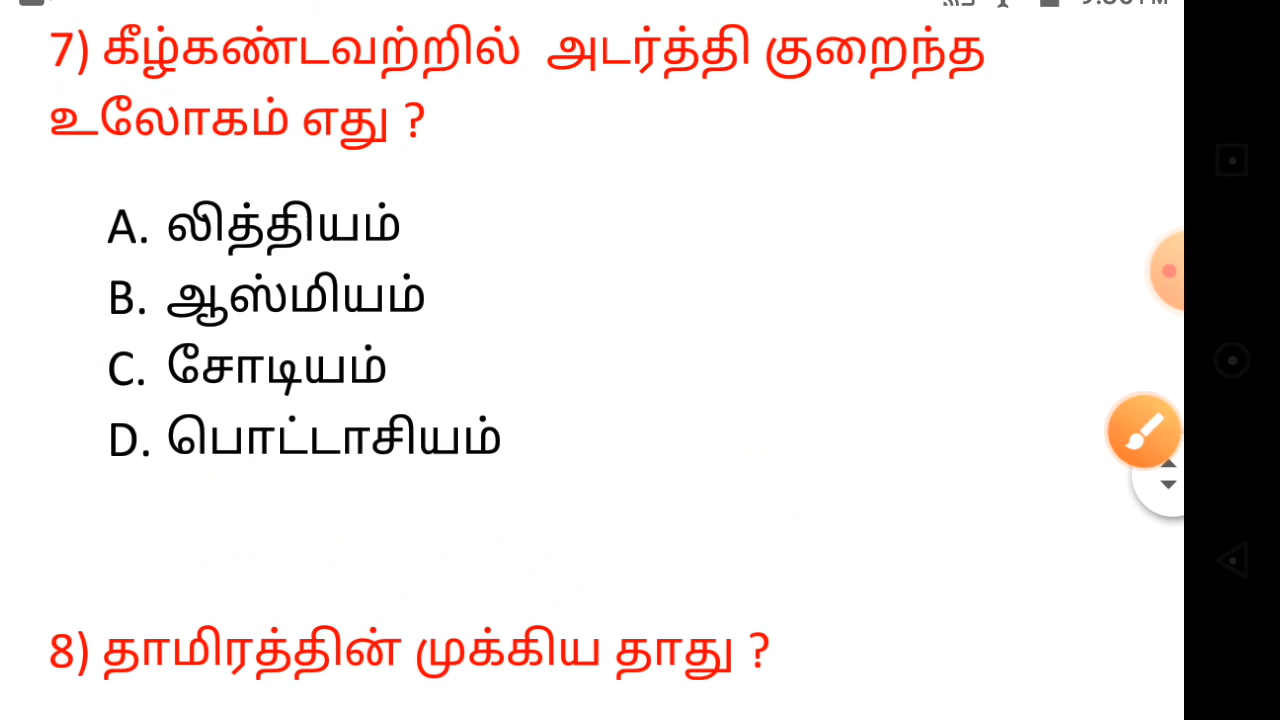 7) கீழ்கண்டவற்றில் அடர்த்தி குறைந்த
உலோகம் எது ?
A. லித்தியம்
B. ஆஸ்மியம்
C. சோடியம்
D. பொட்டாசியம்
8) தாமிரத்தின் முக்கிய தாது ?